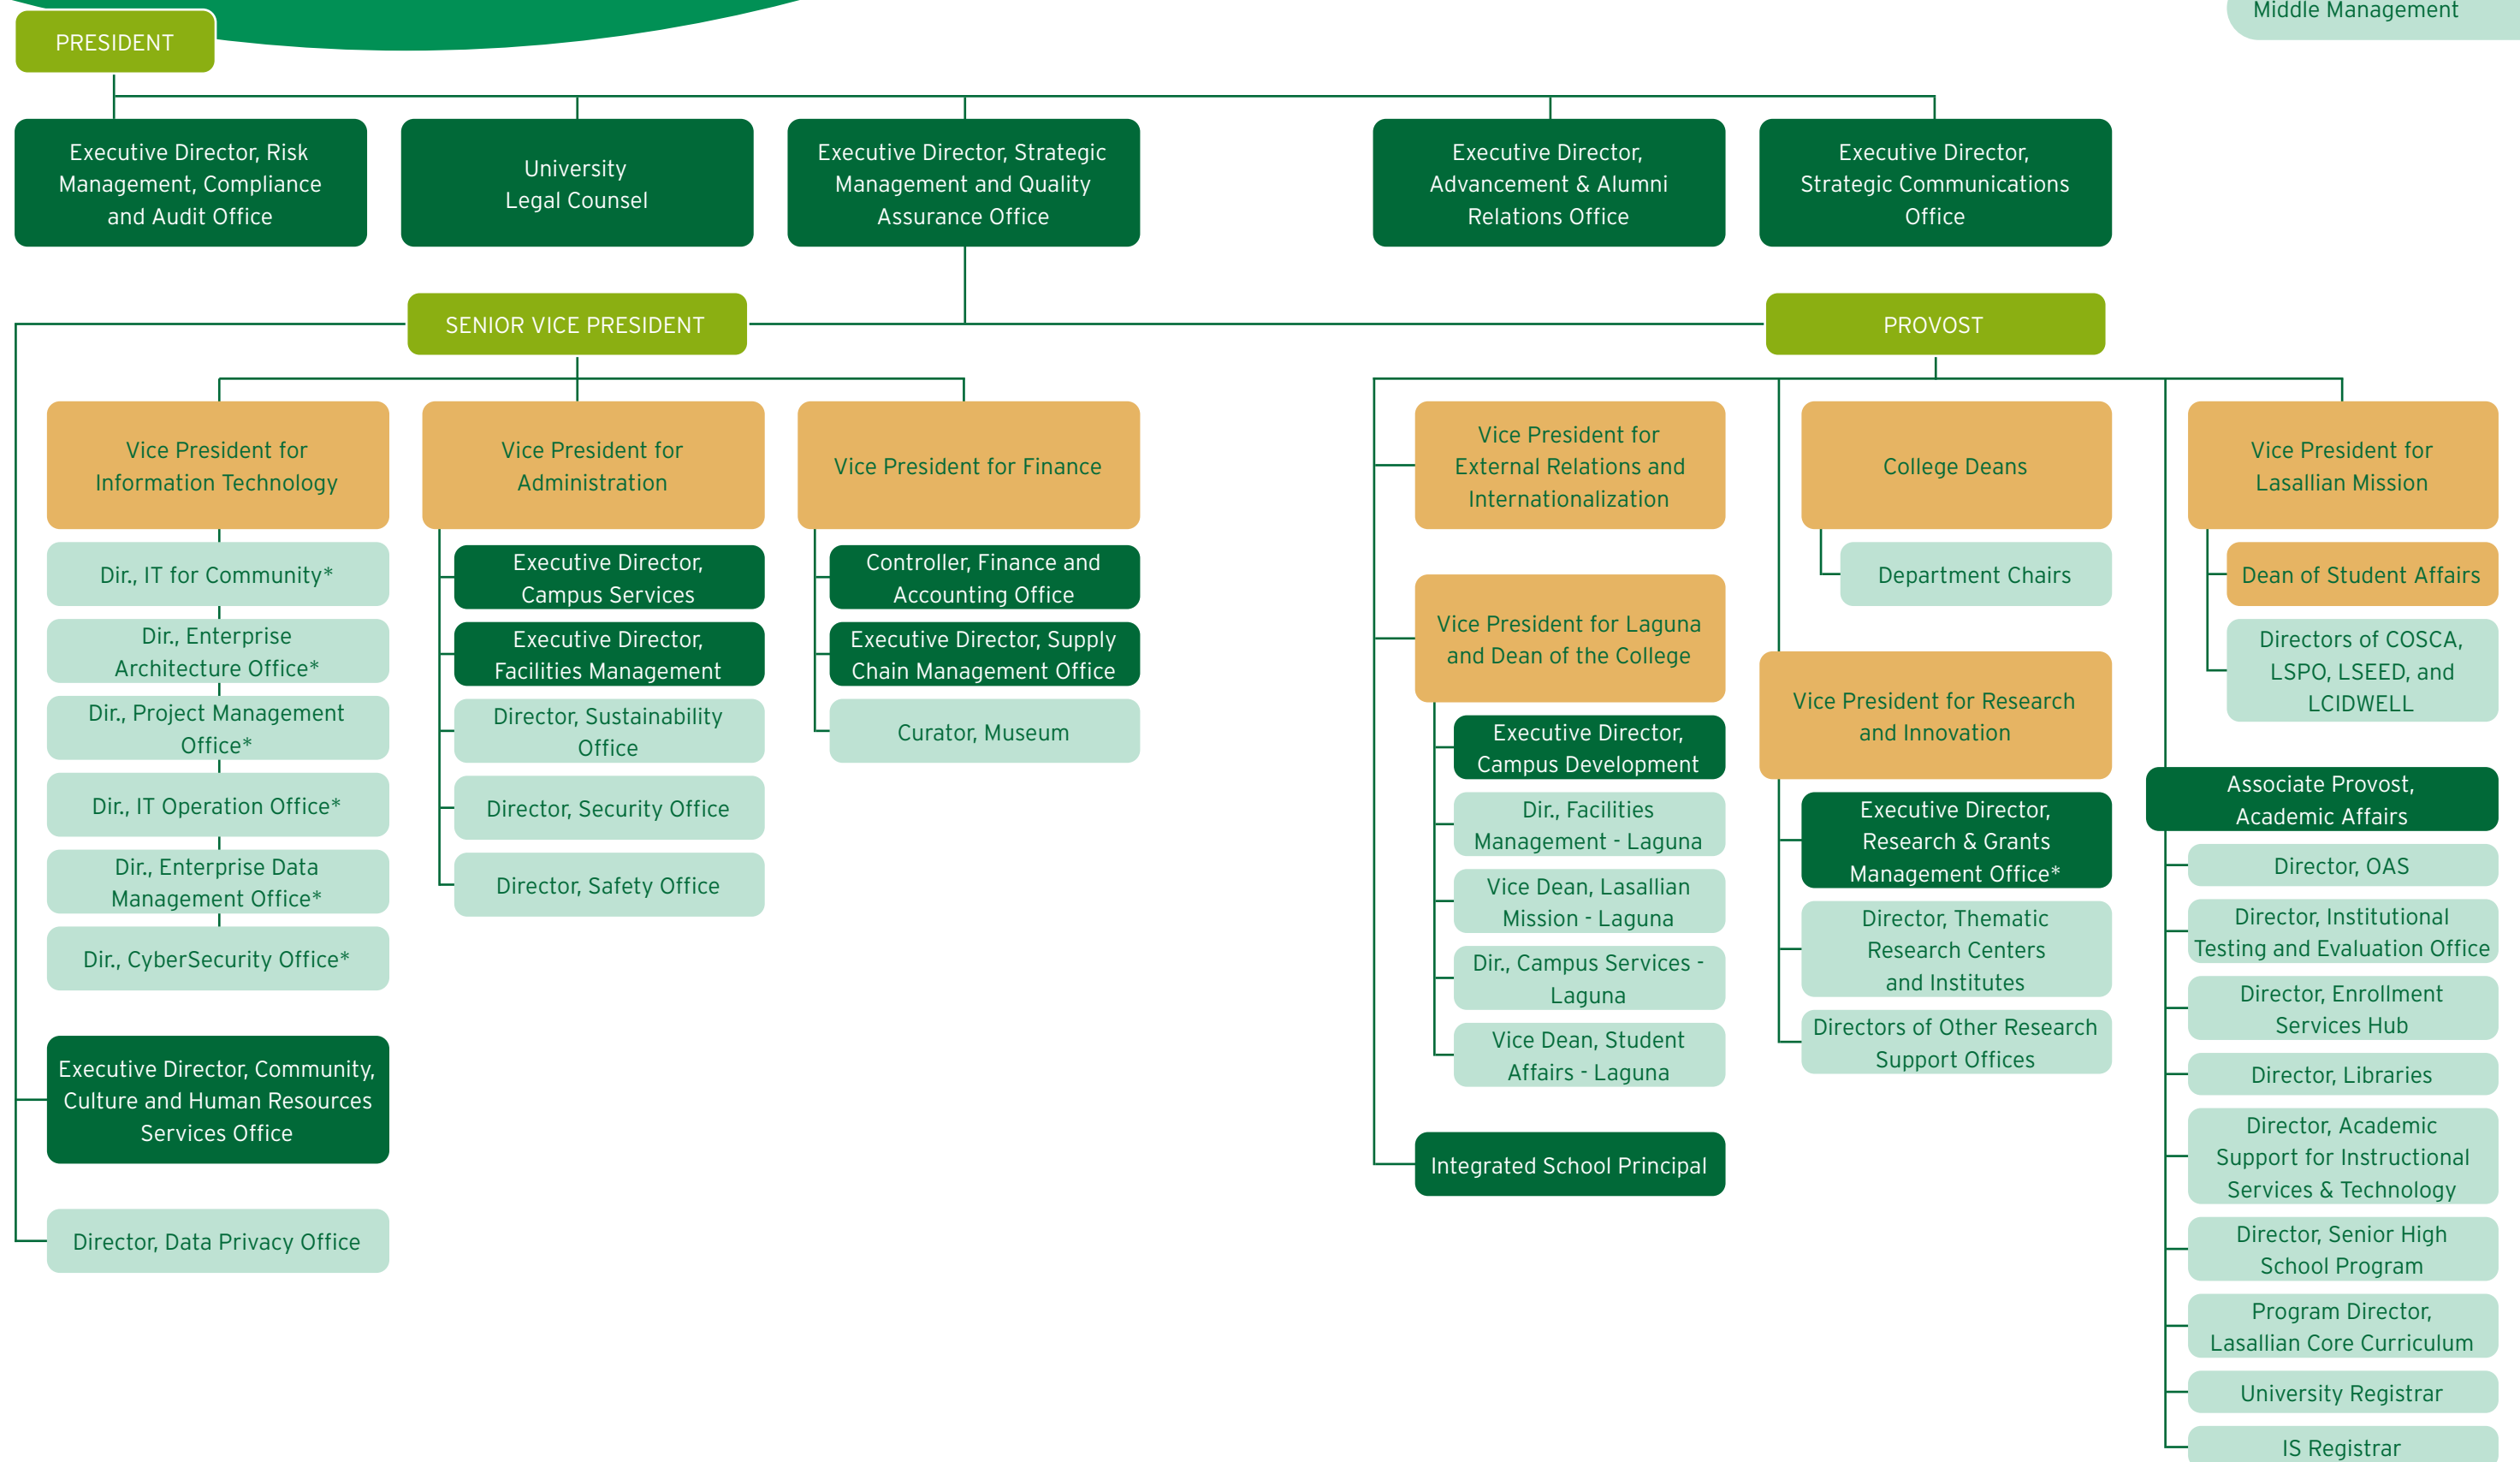 Middle Management
PRESIDENT
Executive Director, Risk
Management, Compliance
and Audit Office
University
Legal Counsel
Executive Director, Strategic
Management and Quality
Assurance Office
Executive Director,
Advancement & Alumni
Relations Office
Executive Director,
Strategic Communications
Office
SENIOR VICE PRESIDENT
PROVOST
Vice President for
Information Technology
Dir., IT for Community*
Dir., Enterprise
Architecture Office*
Dir., Project Management
Office*
Dir., IT Operation Office*
Dir., Enterprise Data
Management Office*
Dir., CyberSecurity Office*
Executive Director, Community,
Culture and Human Resources
Services Office
Director, Data Privacy Office
Vice President for
Administration
Executive Director,
Campus Services
Executive Director,
Facilities Management
Director, Sustainability
Office
Director, Security Office
Director, Safety Office
Vice President for Finance
Controller, Finance and
Accounting Office
Executive Director, Supply
Chain Management Office
Curator, Museum
Vice President for
External Relations and
Internationalization
Vice President for Laguna
and Dean of the College
Executive Director,
Campus Development
Dir., Facilities
Management - Laguna
Vice Dean, Lasallian
Mission - Laguna
Dir., Campus Services -
Laguna
Vice Dean, Student
Affairs - Laguna
Integrated School Principal
College Deans
Department Chairs
Vice President for Research
and Innovation
Executive Director,
Research & Grants
Management Office*
Director, Thematic
Research Centers
and Institutes
Directors of Other Research
Support Offices
Vice President for
Lasallian Mission
Dean of Student Affairs
Directors of COSCA,
LSPO, LSEED, and
LCIDWELL
Associate Provost,
Academic Affairs
Director, OAS
Director, Institutional
Testing and Evaluation Office
Director, Enrollment
Services Hub
Director, Libraries
Director, Academic
Support for Instructional
Services & Technology
Director, Senior High
School Program
Program Director,
Lasallian Core Curriculum
University Registrar
IS Registrar